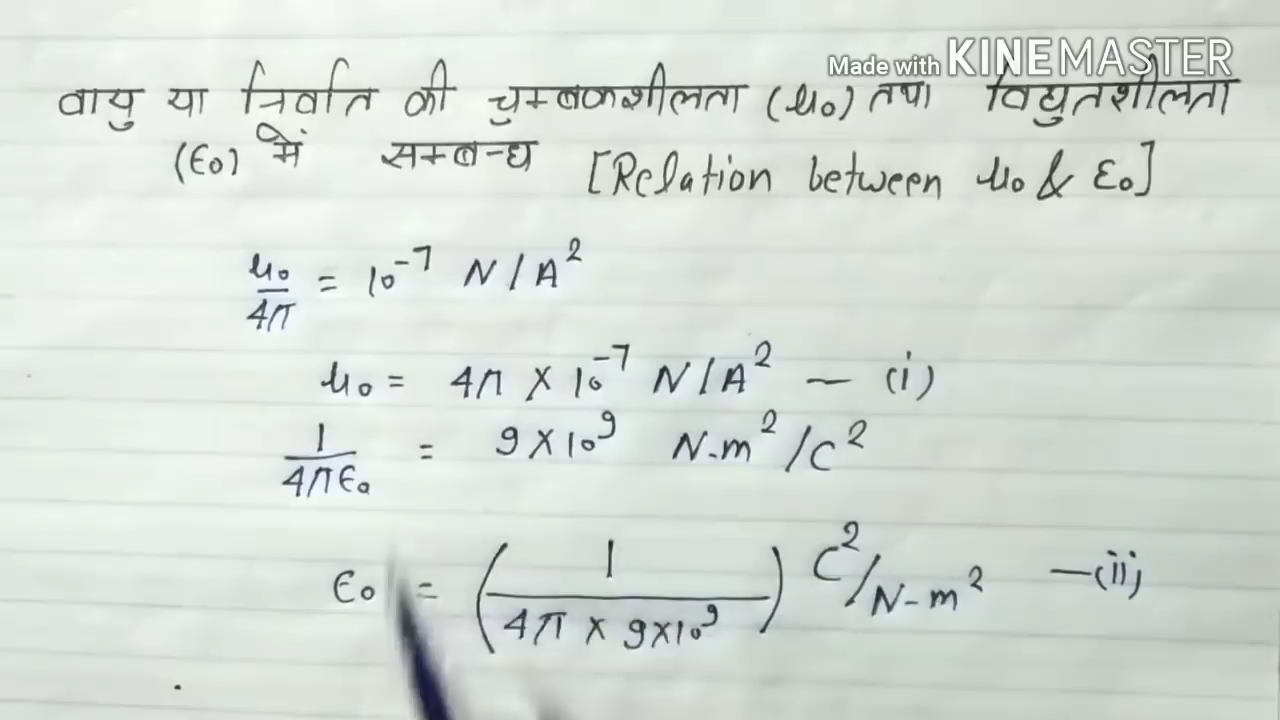 Made with KINEMASTER
वायु या निर्वात की चुम्बकशीलता (μ₀) तथा विद्युतशीलता
(ϵ₀) में सम्बन्ध [Relation between μ₀ & ε₀]
μ₀/4π = 10⁻⁷ N/A²
μ₀ = 4π × 10⁻⁷ N/A² — (i)
1/4πϵ₀ = 9×10⁹ N-m²/C²
ϵ₀ = (1/4π × 9×10⁹) C²/N-m² —(ii)